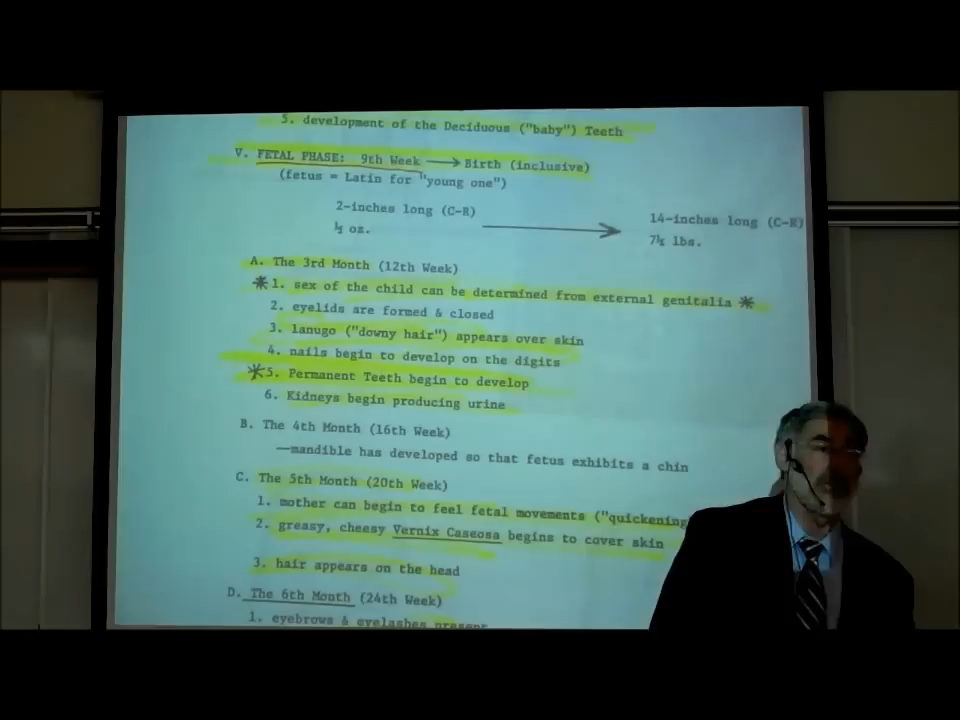 5. development of the Deciduous ("baby") Teeth
V. FETAL PHASE: 9th Week → Birth (inclusive)
(fetus = Latin for "young one")
2-inches long (C-R)
14-inches long (C-R)
½ oz.
7½ lbs.
A. The 3rd Month (12th Week)
* 1. sex of the child can be determined from external genitalia *
2. eyelids are formed & closed
3. lanugo ("downy hair") appears over skin
4. nails begin to develop on the digits
* 5. Permanent Teeth begin to develop
6. Kidneys begin producing urine
B. The 4th Month (16th Week)
—mandible has developed so that fetus exhibits a chin
C. The 5th Month (20th Week)
1. mother can begin to feel fetal movements ("quickening
2. greasy, cheesy Vernix Caseosa begins to cover skin
3. hair appears on the head
D. The 6th Month (24th Week)
1. eyebrows & eyelashes present